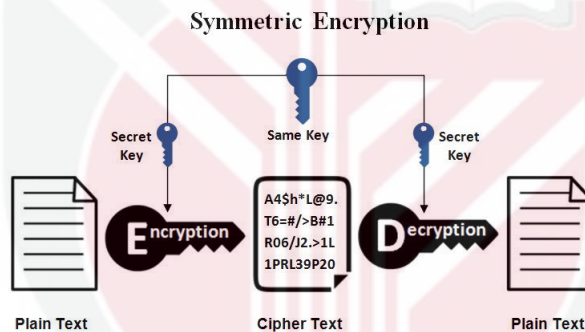 Symmetric Encryption
Secret
Key
Same Key
Secret
Key
A4$h*L@9.
T6=#/>B#1
R06/J2.>1L
1PRL39P20
Encryption
Decryption
Plain Text
Cipher Text
Plain Text